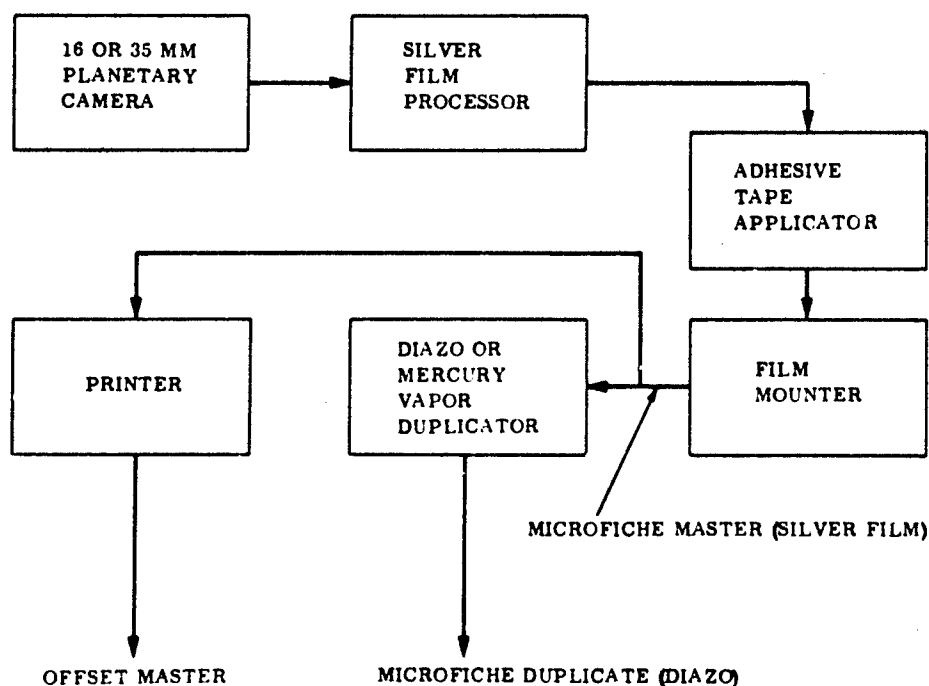 16 OR 35 MM
PLANETARY
CAMERA
SILVER
FILM
PROCESSOR
ADHESIVE
TAPE
APPLICATOR
PRINTER
DIAZO OR
MERCURY
VAPOR
DUPLICATOR
FILM
MOUNTER
MICROFICHE MASTER (SILVER FILM)
OFFSET MASTER
MICROFICHE DUPLICATE (DIAZO)